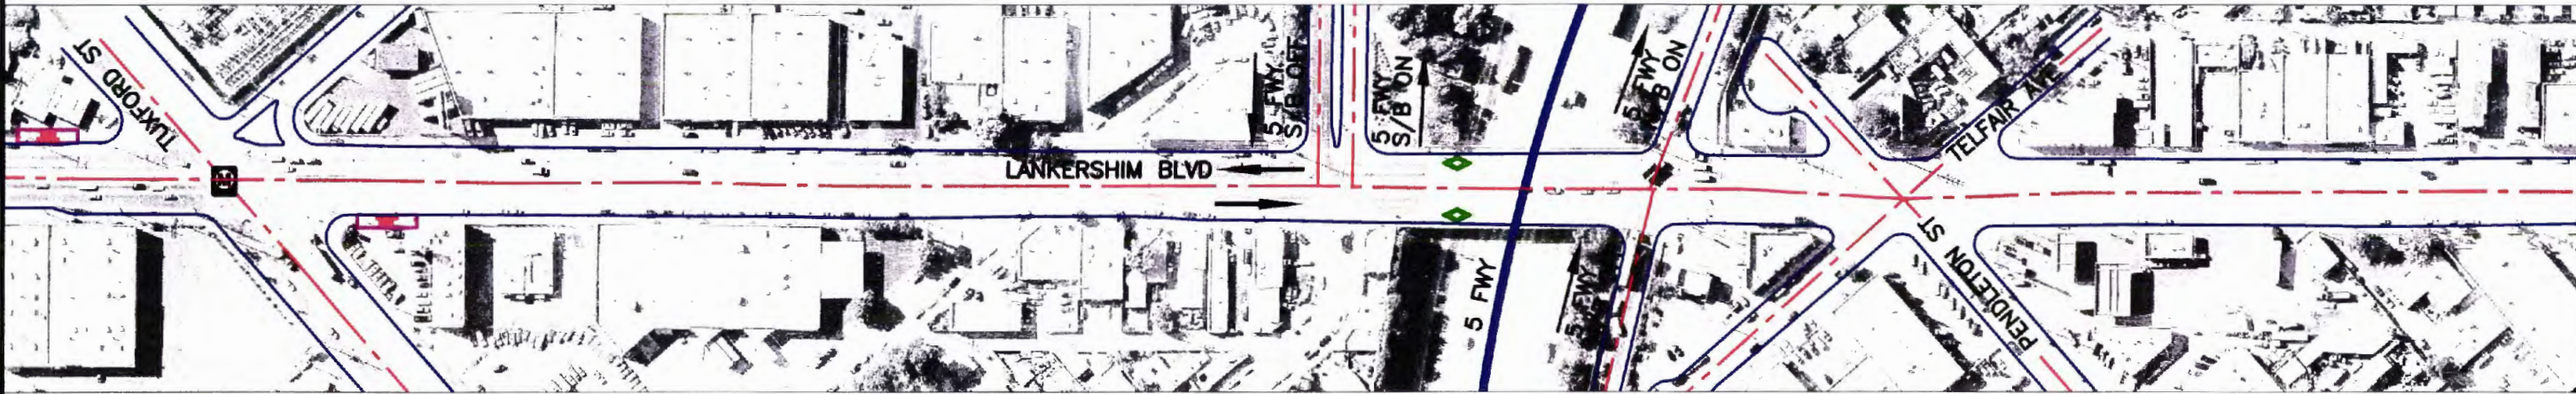 TUXFORD ST
LANKERSHIM BLVD
5 FWY
S/B OFF
5 FWY
S/B ON
5 FWY
5 FWY
5 FWY
TELFAIR AVE
PENDLETON ST